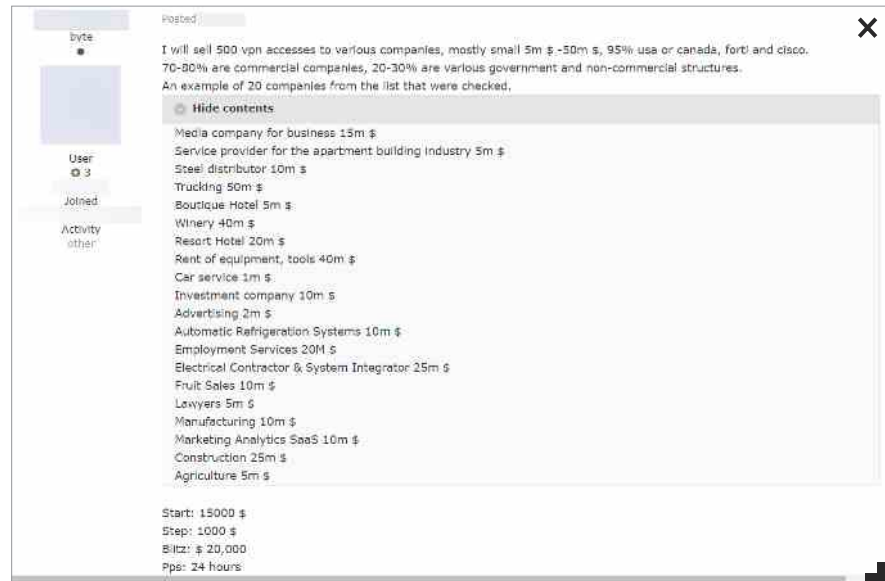 byte
User
3
Joined
Activity
other
Posted
I will sell 500 vpn accesses to various companies, mostly small 5m $ -50m $, 95% usa or canada, forti and cisco.
70-80% are commercial companies, 20-30% are various government and non-commercial structures.
An example of 20 companies from the list that were checked.
Hide contents
Media company for business 15m $
Service provider for the apartment building industry 5m $
Steel distributor 10m $
Trucking 50m $
Boutique Hotel 5m $
Winery 40m $
Resort Hotel 20m $
Rent of equipment, tools 40m $
Car service 1m $
Investment company 10m $
Advertising 2m $
Automatic Refrigeration Systems 10m $
Employment Services 20M $
Electrical Contractor & System Integrator 25m $
Fruit Sales 10m $
Lawyers 5m $
Manufacturing 10m $
Marketing Analytics SaaS 10m $
Construction 25m $
Agriculture 5m $
Start: 15000 $
Step: 1000 $
Blitz: $ 20,000
Pps: 24 hours